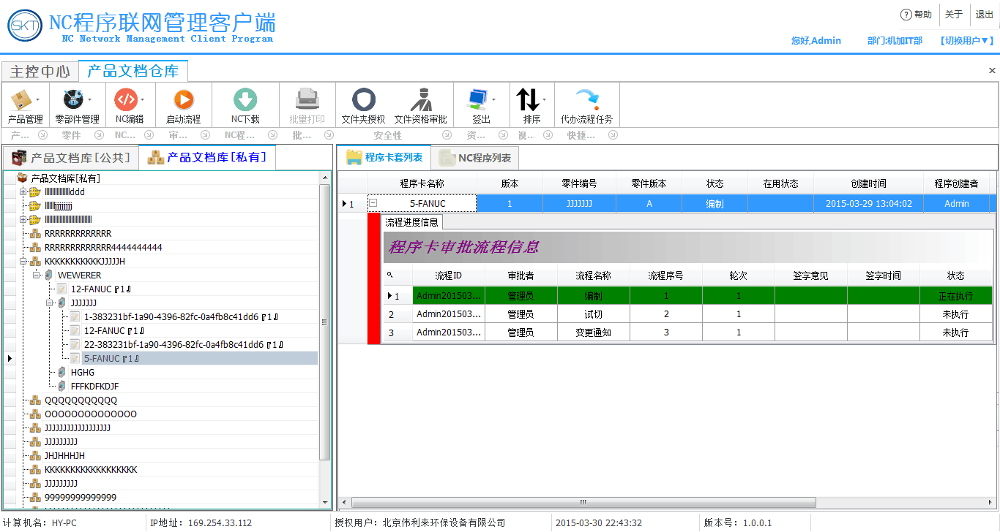 SKT NC程序联网管理客户端
NC Network Management Client Program
帮助 关于 退出
您好,Admin 部门:机加IT部 【切换用户▼】
主控中心 产品文档仓库
产品管理 零部件管理 NC编辑 启动流程 NC下载 批量打印 文件夹授权 文件资格审批 签出 排序 代办流程任务
产... 零件 NC... 审... NC程... 批... 安全性 资... 视... 快捷...
产品文档库[公共] 产品文档库[私有]
程序卡套列表 NC程序列表
产品文档库[私有]
RRRRRRRRRRRRR
RRRRRRRRRRRRR4444444444
KKKKKKKKKKKJJJJJH
WEWERER
12-FANUC『1』
JJJJJJJ
1-383231bf-1a90-4396-82fc-0a4fb8c41dd6『1』
12-FANUC『1』
22-383231bf-1a90-4396-82fc-0a4fb8c41dd6『1』
5-FANUC『1』
HGHG
FFFKDFKDJF
QQQQQQQQQQQ
OOOOOOOOOOOOOO
JJJJJJJJJJJJJJJJJJ
JJJJJJJJJ
JHJHHHJH
KKKKKKKKKKKKKKKKKK
JJJJJJJJJ
99999999999999
程序卡名称 版本 零件编号 零件版本 状态 在用状态 创建时间 程序创建者
1 5-FANUC 1 JJJJJJJ A 编制 2015-03-29 13:04:02 Admin
流程进度信息
程序卡审批流程信息
流程ID 审批者 流程名称 流程序号 轮次 签字意见 签字时间 状态
1 Admin201503... 管理员 编制 1 1 正在执行
2 Admin201503... 管理员 试切 2 1 未执行
3 Admin201503... 管理员 变更通知 3 1 未执行
计算机名: HY-PC IP地址: 169.254.33.112 授权用户: 北京伟利来环保设备有限公司 2015-03-30 22:43:32 版本号: 1.0.0.1